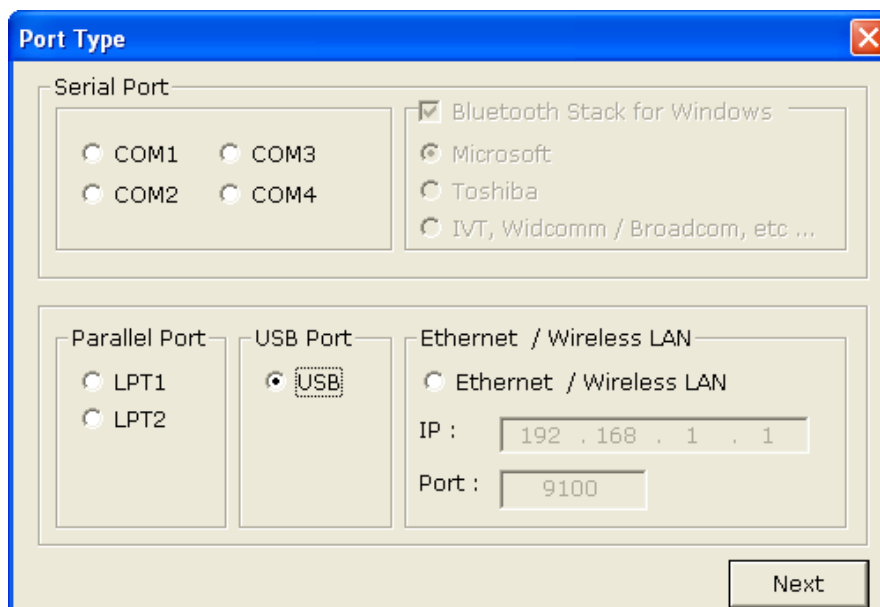 Port Type
Serial Port
COM1 COM3
COM2 COM4
Bluetooth Stack for Windows
Microsoft
Toshiba
IVT, Widcomm / Broadcom, etc ...
Parallel Port
LPT1
LPT2
USB Port
USB
Ethernet / Wireless LAN
Ethernet / Wireless LAN
IP : 192 . 168 . 1 . 1
Port : 9100
Next